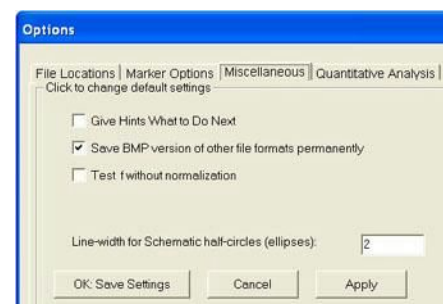 Options
File Locations Marker Options Miscellaneous Quantitative Analysis
Click to change default settings
Give Hints What to Do Next
Save BMP version of other file formats permanently
Test f without normalization
Line-width for Schematic half-circles (ellipses): 2
OK: Save Settings Cancel Apply